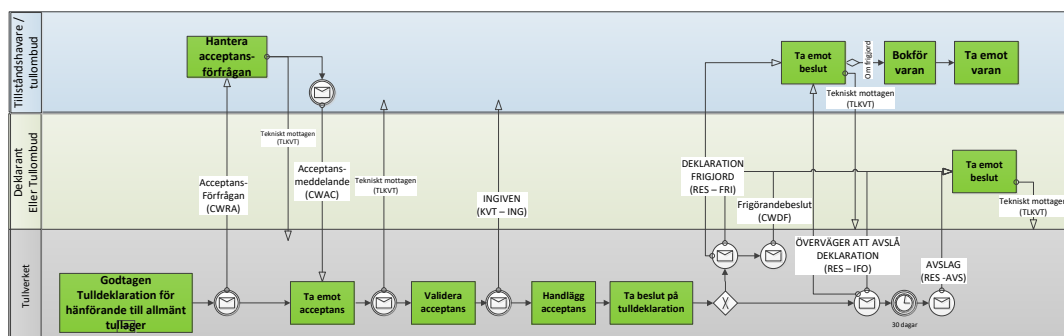 Tillståndshavare /
tullombud
Hantera
acceptans-
förfrågan
Tekniskt mottagen
(TLKVT)
Ta emot
beslut
Om frigjord
Bokför
varan
Ta emot
varan
Tekniskt mottagen
(TLKVT)
Deklarant
Eller Tullombud
Acceptans-
Förfrågan
(CWRA)
Acceptans-
meddelande
(CWAC)
Tekniskt mottagen
(TLKVT)
INGIVEN
(KVT – ING)
DEKLARATION
FRIGJORD
(RES – FRI)
Frigörandebeslut
(CWDF)
Ta emot
beslut
Tekniskt mottagen
(TLKVT)
ÖVERVÄGER ATT AVSLÅ
DEKLARATION
(RES – IFO)
AVSLAG
(RES -AVS)
Tullverket
Godtagen
Tulldeklaration för
hänförande till allmänt
tullager
Ta emot
acceptans
Validera
acceptans
Handlägg
acceptans
Ta beslut på
tulldeklaration
X
30 dagar